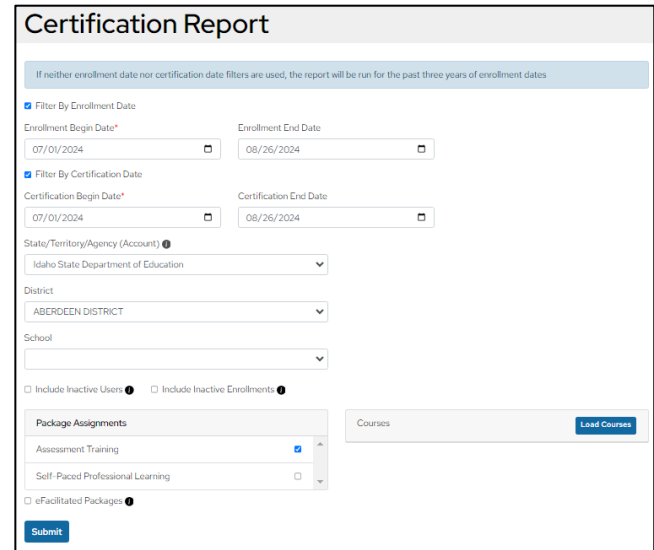 Certification Report
If neither enrollment date nor certification date filters are used, the report will be run for the past three years of enrollment dates
Filter By Enrollment Date
Enrollment Begin Date* Enrollment End Date
07/01/2024 08/26/2024
Filter By Certification Date
Certification Begin Date* Certification End Date
07/01/2024 08/26/2024
State/Territory/Agency (Account)
Idaho State Department of Education
District
ABERDEEN DISTRICT
School
Include Inactive Users Include Inactive Enrollments
Package Assignments Courses Load Courses
Assessment Training
Self-Paced Professional Learning
eFacilitated Packages
Submit